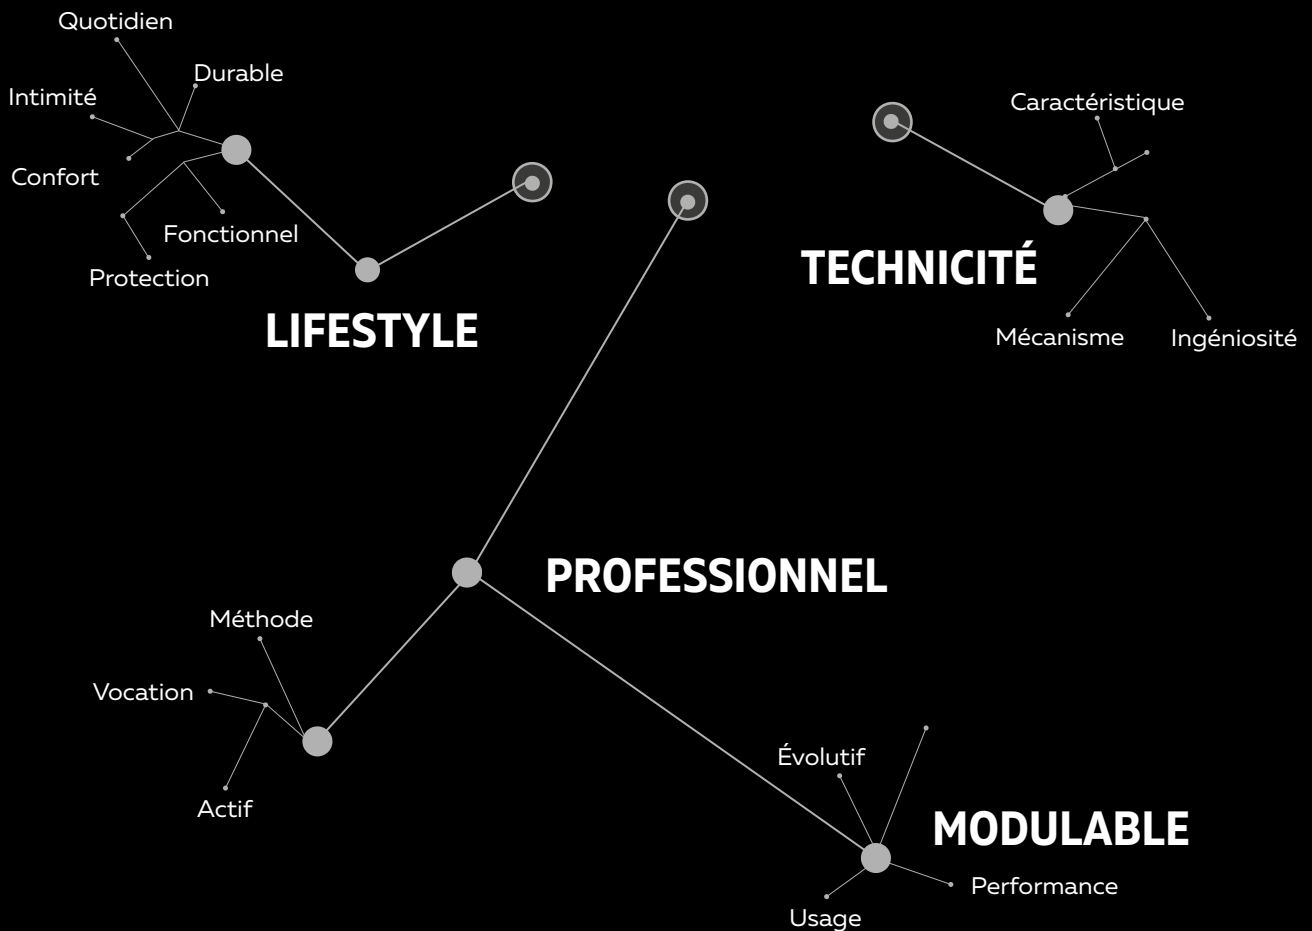 Quotidien
Durable
Intimité
Confort
Fonctionnel
Protection
LIFESTYLE
Caractéristique
TECHNICITÉ
Mécanisme
Ingéniosité
PROFESSIONNEL
Méthode
Vocation
Actif
Évolutif
MODULABLE
Performance
Usage